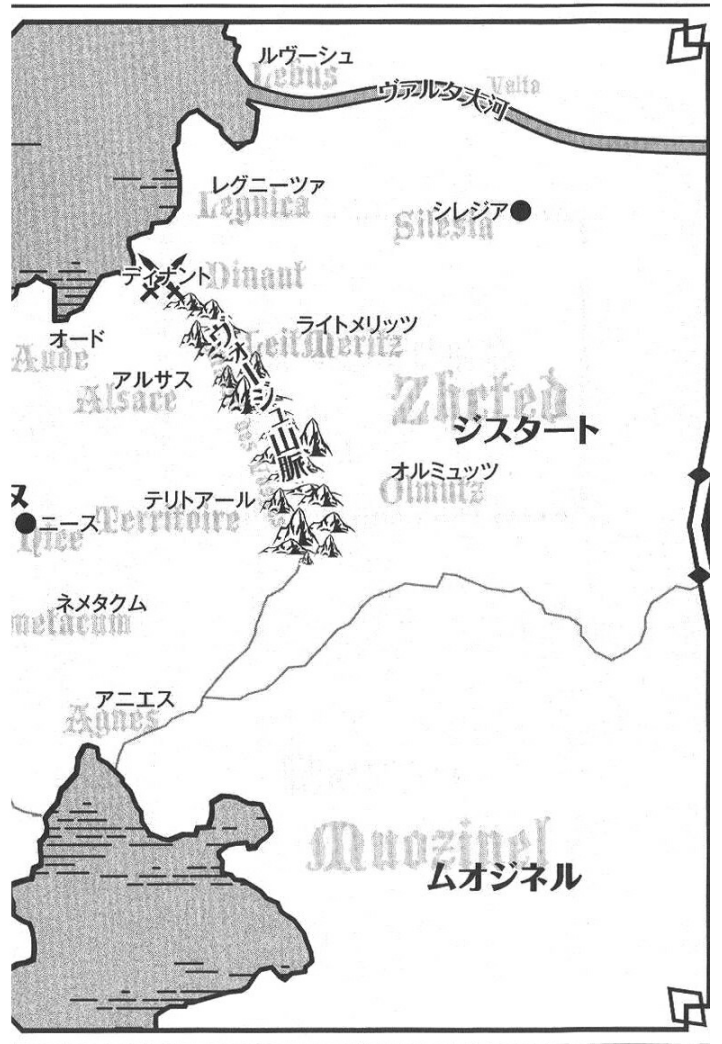 ルヴーシュ
Lebus
ヴァルタ大河
Valta
レグニーツァ
Legnica
シレジア
Silesia
ディナント
Dinant
オード
Aude
ライトメリッツ
LeitMeritz
アルサス
Alsace
ヴォージュ山脈
Zhcted
ジスタート
オルミュッツ
Olmutz
テリトアール
Territoire
ヌ
ニース
Nice
ネメタクム
metacum
アニエス
Agnes
Muozinel
ムオジネル